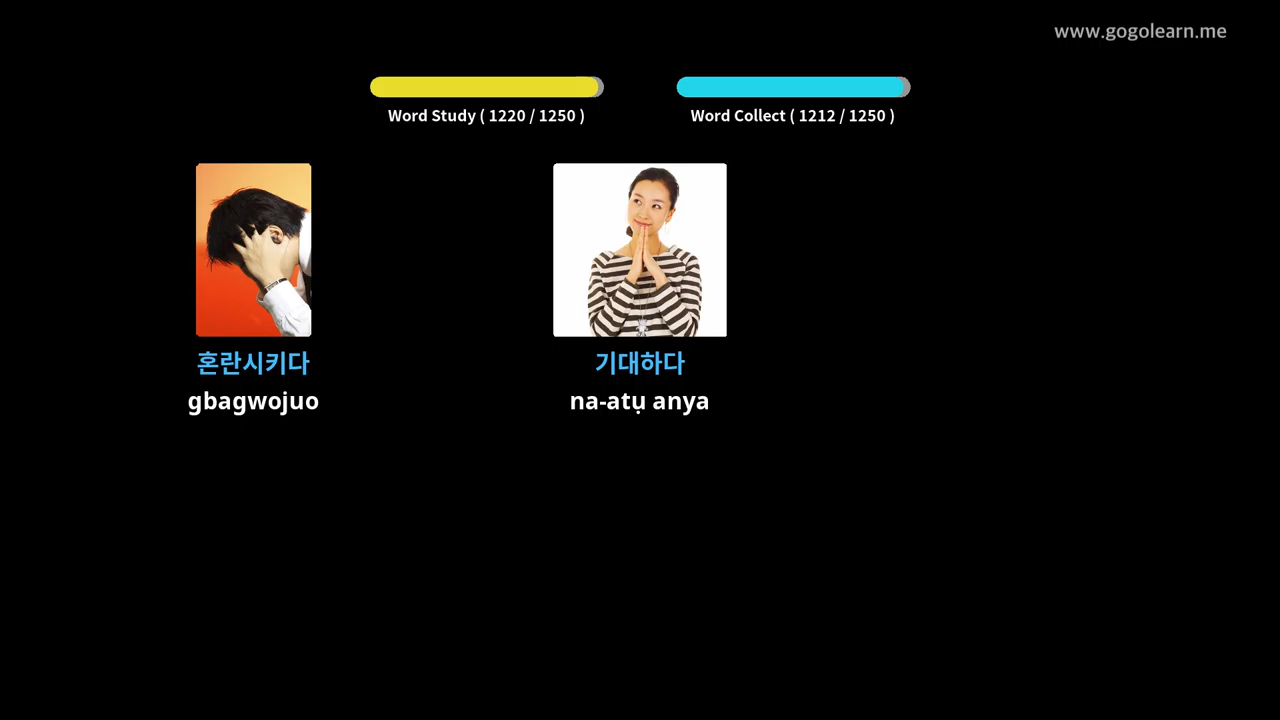 www.gogolearn.me
Word Study ( 1220 / 1250 )
Word Collect ( 1212 / 1250 )
혼란시키다
gbagwojuo
기대하다
na-atụ anya